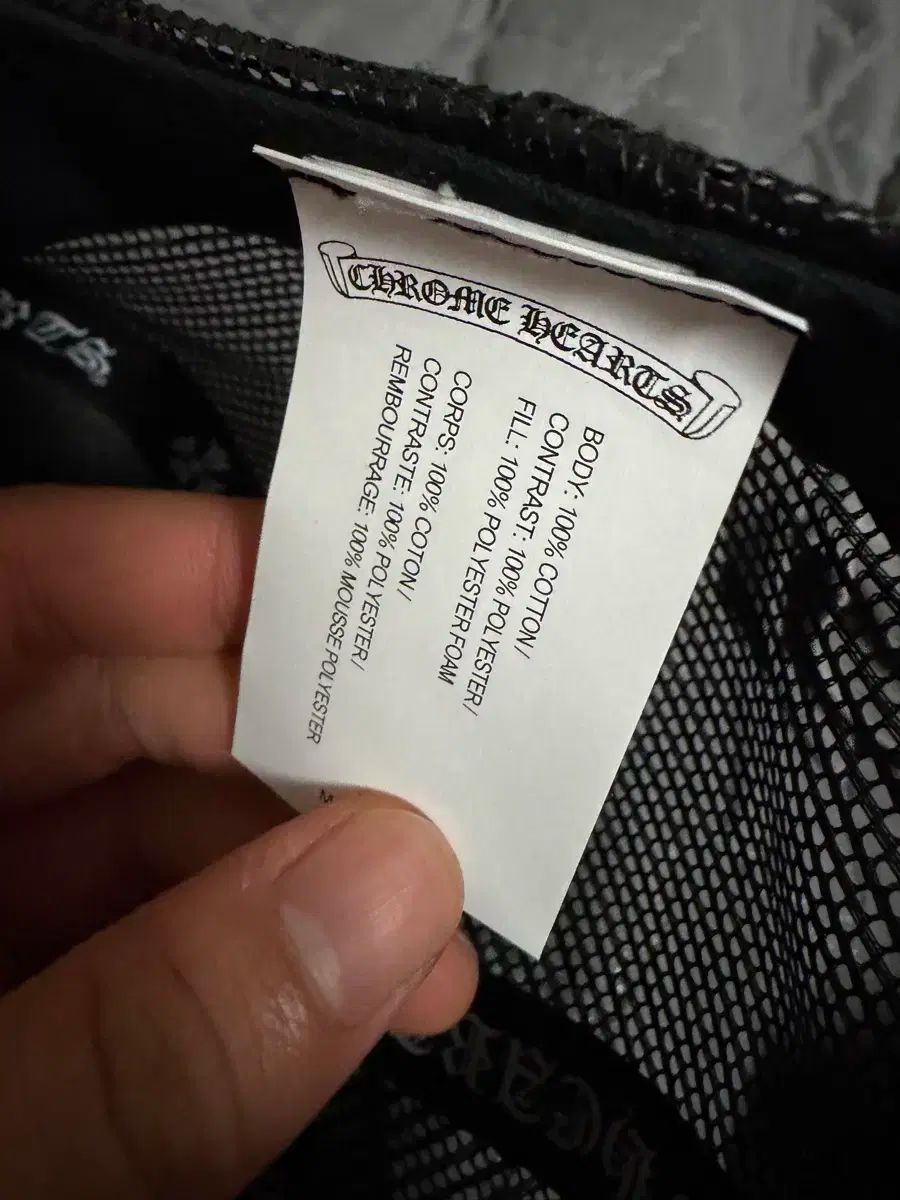 CHROME HEARTS
BODY: 100% COTTON /
CONTRAST: 100% POLYESTER/
FILL: 100% POLYESTER FOAM
CORPS: 100% COTON /
CONTRASTE: 100% POLYESTER/
REMBOURRAGE: 100% MOUSSE POLYESTER